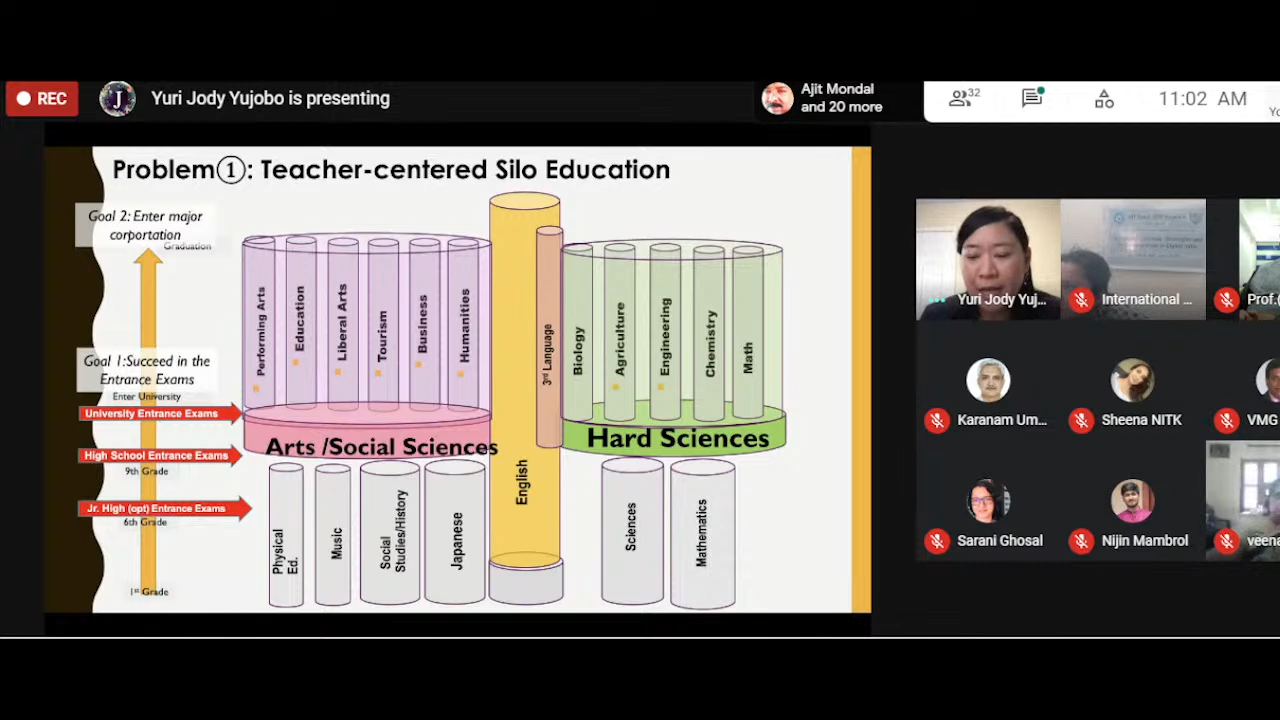 REC
J
Yuri Jody Yujobo is presenting
Ajit Mondal
and 20 more
32
11:02 AM
Problem①: Teacher-centered Silo Education
Goal 2: Enter major
corportation
Graduation
Goal 1:Succeed in the
Entrance Exams
Enter University
University Entrance Exams
High School Entrance Exams
9th Grade
Jr. High (opt) Entrance Exams
6th Grade
1st Grade
Performing Arts
Education
Liberal Arts
Tourism
Business
Humanities
English
3rd Language
Biology
Agriculture
Engineering
Chemistry
Math
Arts /Social Sciences
Hard Sciences
Physical
Ed.
Music
Social
Studies/History
Japanese
Sciences
Mathematics
Yuri Jody Yuj...
International ...
Prof.(
Karanam Um...
Sheena NITK
VMG
Sarani Ghosal
Nijin Mambrol
veena